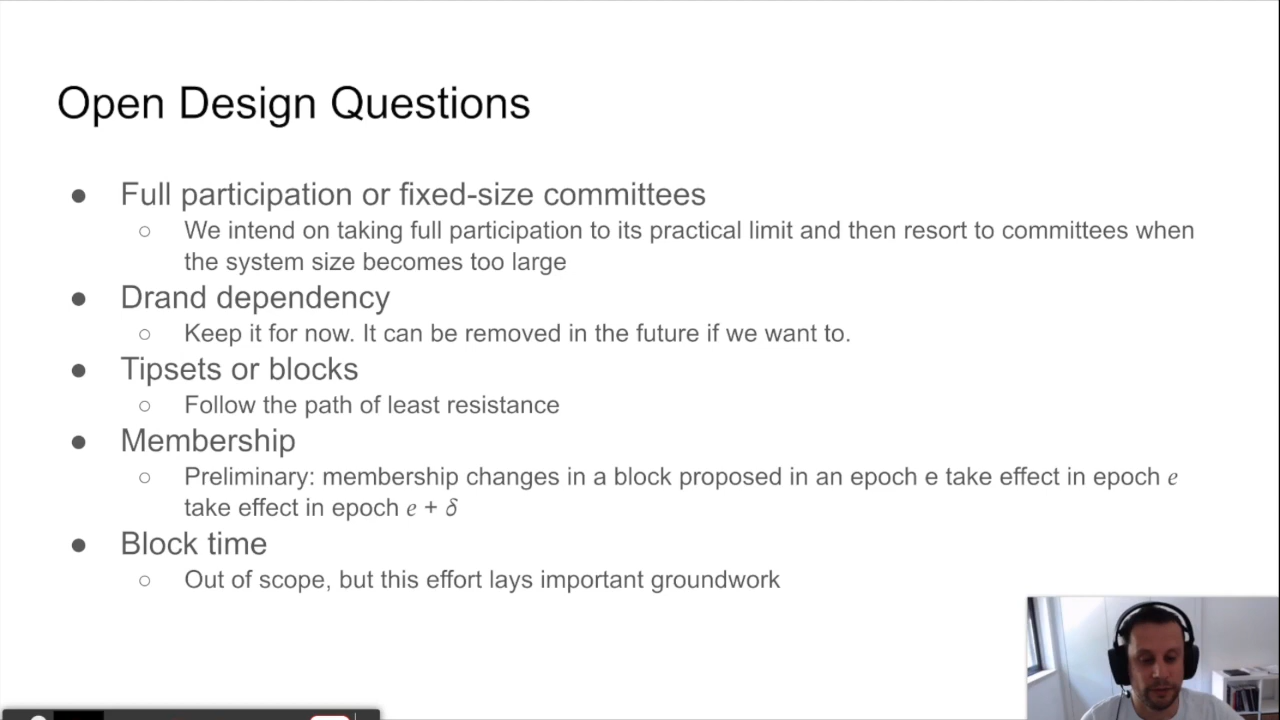 Open Design Questions
● Full participation or fixed-size committees
○ We intend on taking full participation to its practical limit and then resort to committees when
the system size becomes too large
● Drand dependency
○ Keep it for now. It can be removed in the future if we want to.
● Tipsets or blocks
○ Follow the path of least resistance
● Membership
○ Preliminary: membership changes in a block proposed in an epoch e take effect in epoch e
take effect in epoch e + δ
● Block time
○ Out of scope, but this effort lays important groundwork